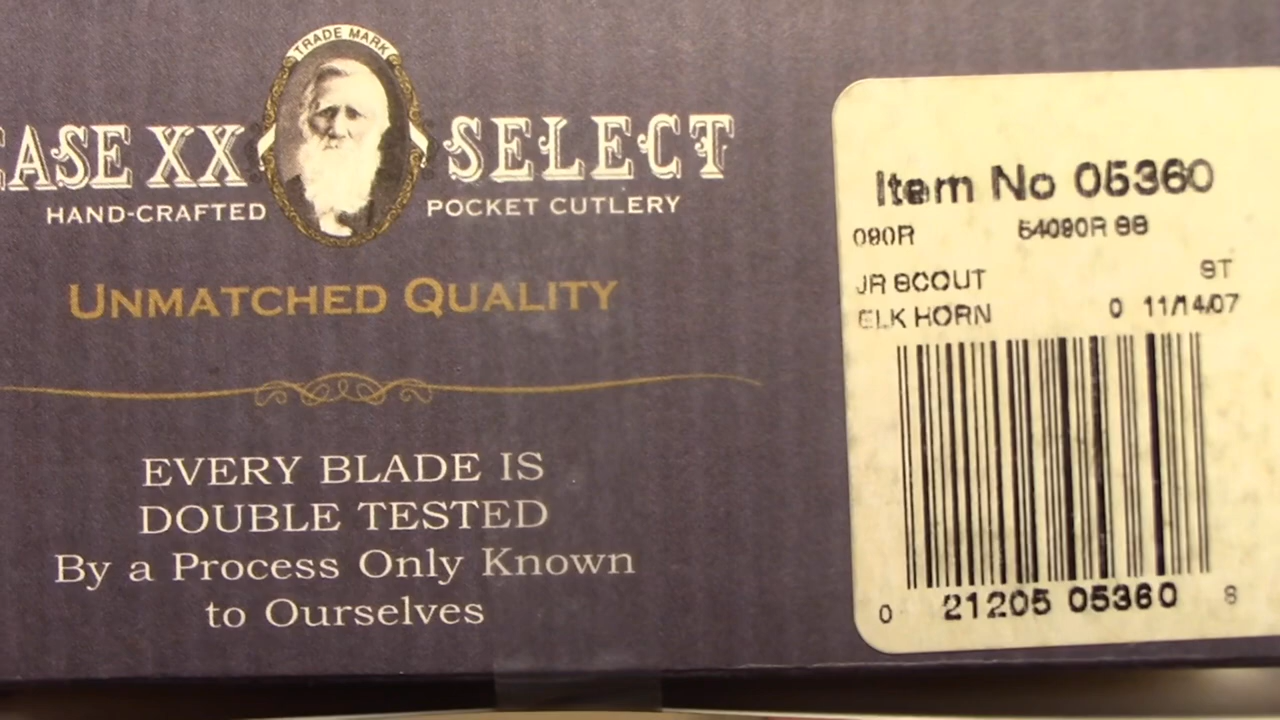 TRADE MARK
CASE XX SELECT
HAND-CRAFTED POCKET CUTLERY
UNMATCHED QUALITY
EVERY BLADE IS
DOUBLE TESTED
By a Process Only Known
to Ourselves
Item No 05360
090R 54090R SS
JR SCOUT ST
ELK HORN 0 11/14/07
0 21205 05360 8